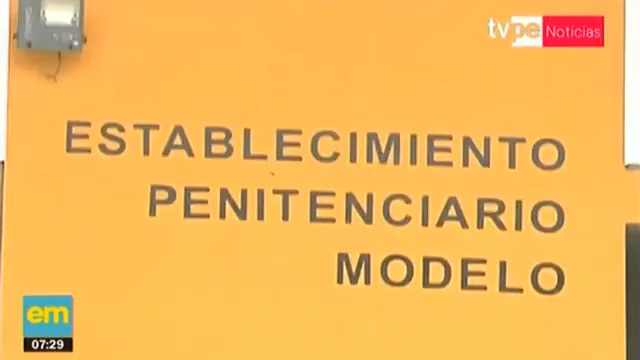 tvpe Noticias
ESTABLECIMIENTO
PENITENCIARIO
MODELO
em
07:29